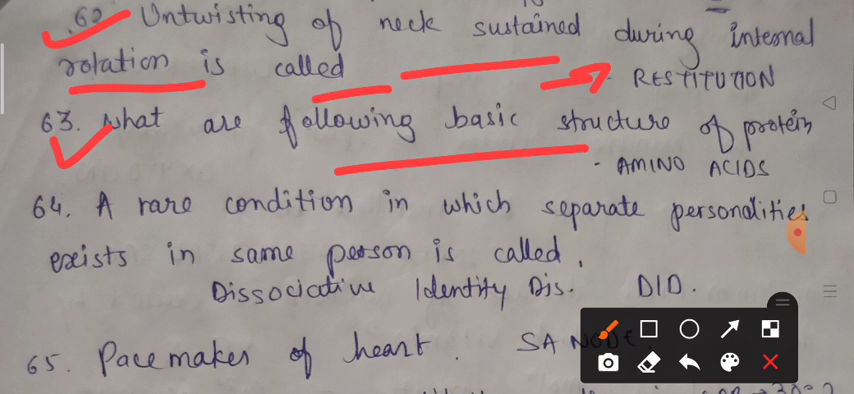 62. Untwisting of neck sustained during internal
rotation is called
- RESTITUTION
63. What are following basic structure of protein
- AMINO ACIDS
64. A rare condition in which separate personalities
exists in same person is called,
Dissociative Identity Dis. DID.
65. Pacemaker of heart. SA NODE